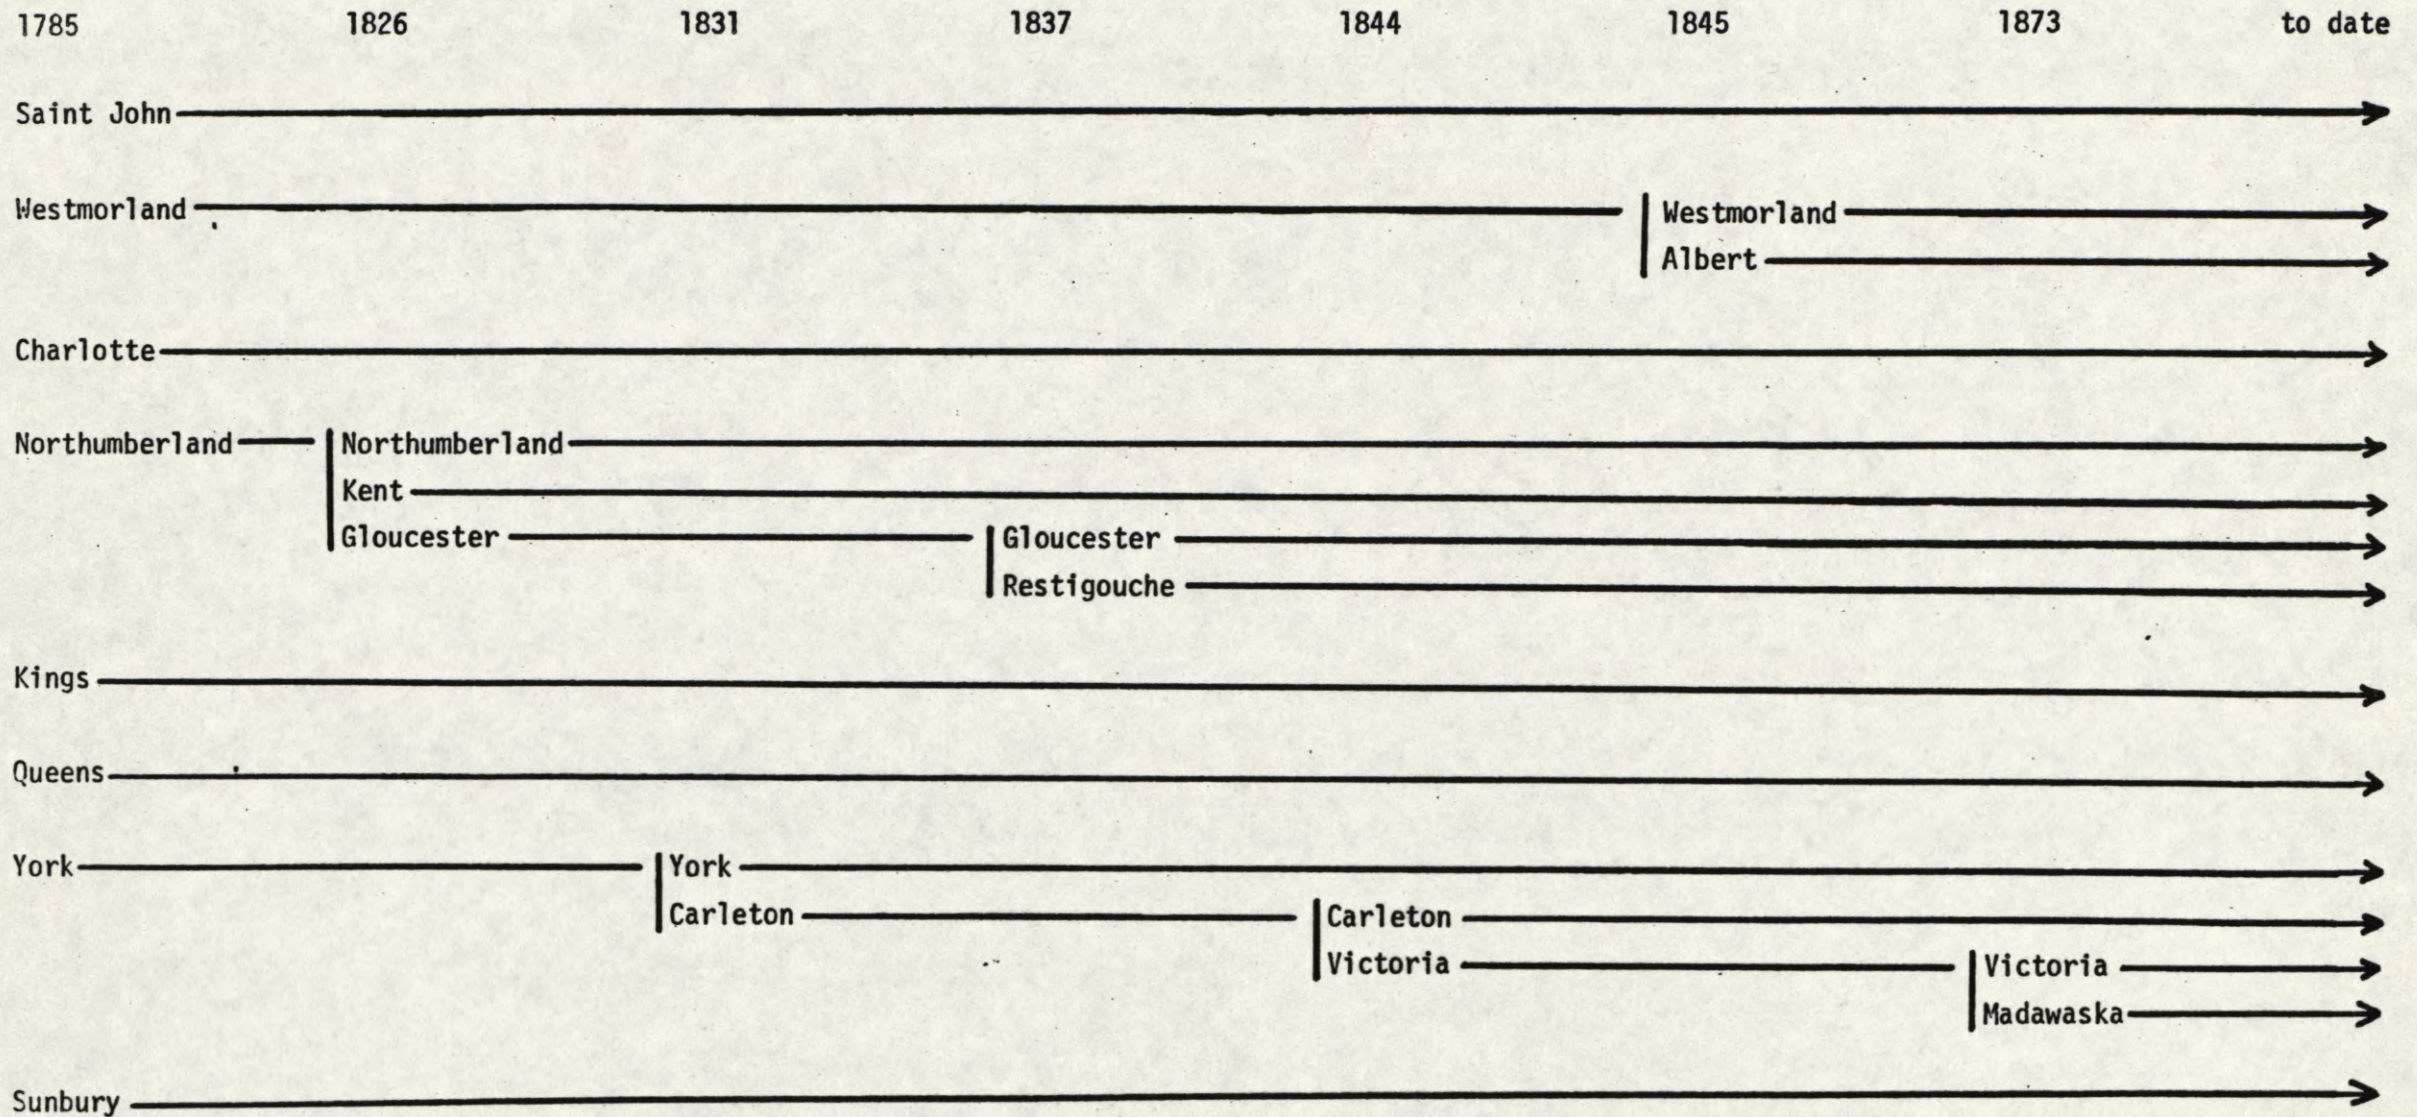 1785 1826 1831 1837 1844 1845 1873 to date
Saint John
Westmorland Westmorland
Albert
Charlotte
Northumberland Northumberland
Kent
Gloucester Gloucester
Restigouche
Kings
Queens
York York
Carleton Carleton
Victoria Victoria
Madawaska
Sunbury